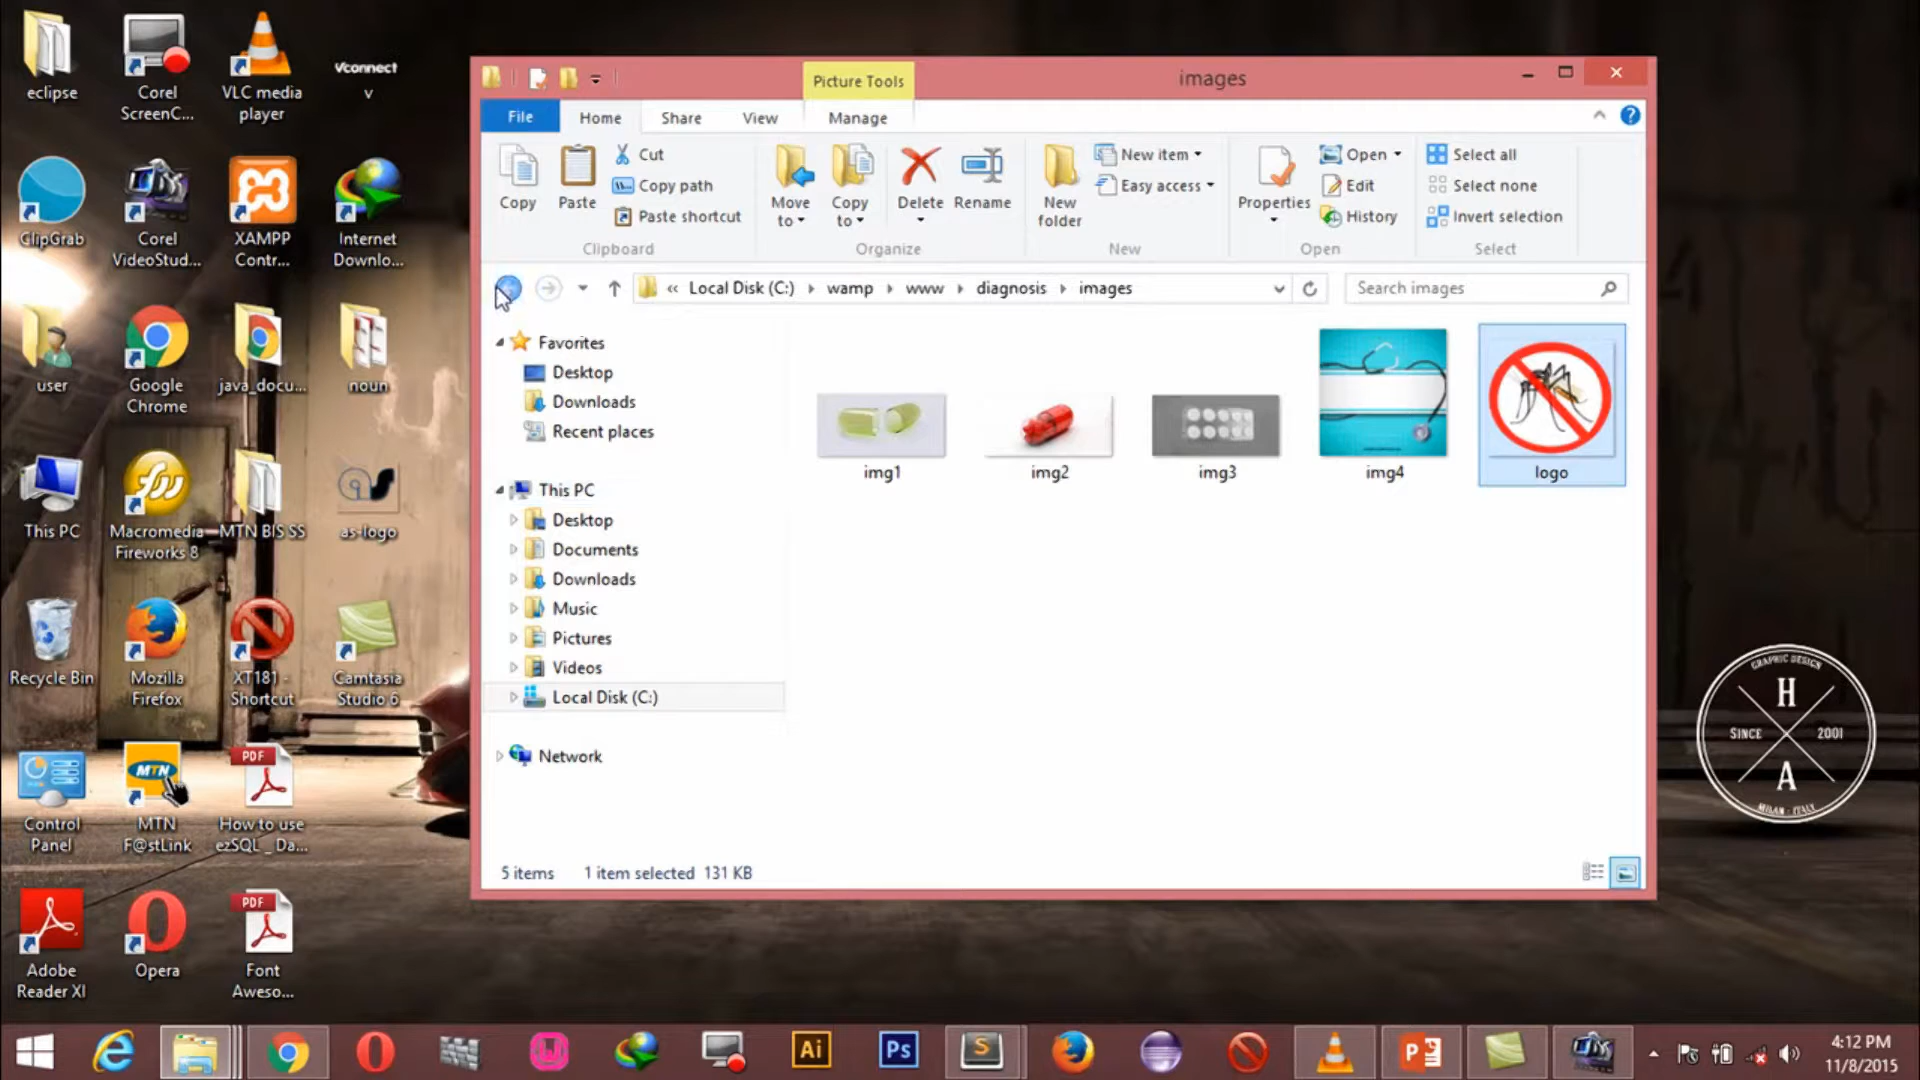 eclipse
Corel
ScreenC...
VLC media
player
Vconnect
v
ClipGrab
Corel
VideoStud...
XAMPP
Contr...
Internet
Downlo...
user
Google
Chrome
java_docu...
noun
This PC
Macromedia
Fireworks 8
MTN BIS SS
as-logo
Recycle Bin
Mozilla
Firefox
XT181 -
Shortcut
Camtasia
Studio 6
Control
Panel
MTN
MTN
F@stLink
PDF
How to use
ezSQL _ Da...
Adobe
Reader XI
Opera
PDF
Font
Aweso...
Picture Tools
images
File
Home
Share
View
Manage
Copy
Paste
Cut
Copy path
Paste shortcut
Clipboard
Move
to
Copy
to
Delete
Rename
Organize
New
folder
New item
Easy access
New
Properties
Open
Edit
History
Open
Select all
Select none
Invert selection
Select
« Local Disk (C:) wamp www diagnosis images
Search images
Favorites
Desktop
Downloads
Recent places
This PC
Desktop
Documents
Downloads
Music
Pictures
Videos
Local Disk (C:)
Network
img1
img2
img3
img4
logo
5 items 1 item selected 131 KB
GRAPHIC DESIGN
H
SINCE 2001
A
MILAN - ITALY
Ai
Ps
S
P
4:12 PM
11/8/2015